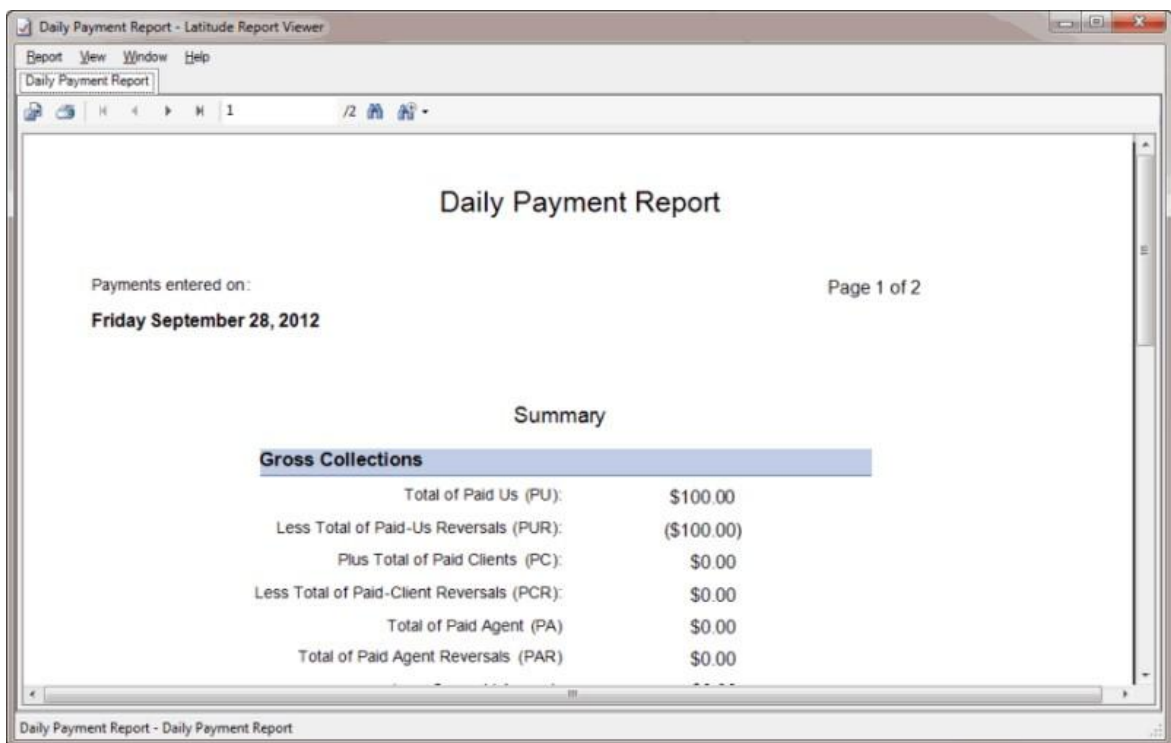 Daily Payment Report - Latitude Report Viewer
Report View Window Help
Daily Payment Report
1 /2
Daily Payment Report
Payments entered on: Page 1 of 2
Friday September 28, 2012
Summary
Gross Collections
Total of Paid Us (PU): $100.00
Less Total of Paid-Us Reversals (PUR): ($100.00)
Plus Total of Paid Clients (PC): $0.00
Less Total of Paid-Client Reversals (PCR): $0.00
Total of Paid Agent (PA) $0.00
Total of Paid Agent Reversals (PAR) $0.00
Daily Payment Report - Daily Payment Report